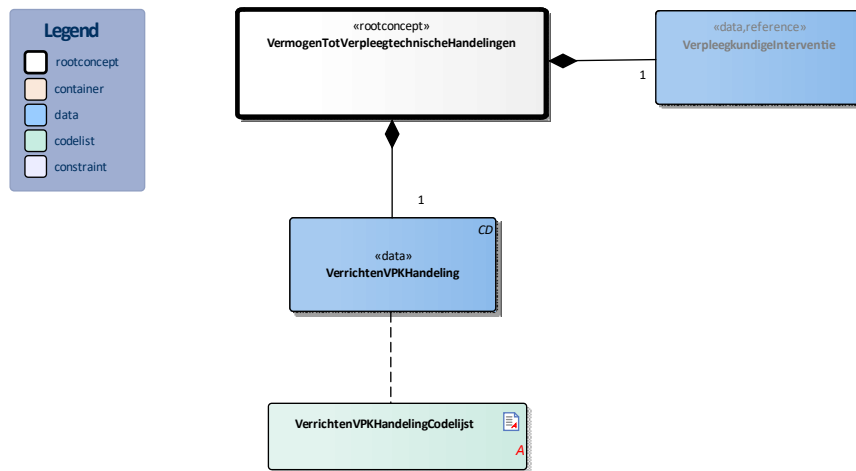 Legend
rootconcept
container
data
codelist
constraint
«rootconcept»
VermogenTotVerpleegtechnischeHandelingen
«data,reference»
VerpleegkundigeInterventie
1
1
CD
«data»
VerrichtenVPKHandeling
VerrichtenVPKHandelingCodelijst
A